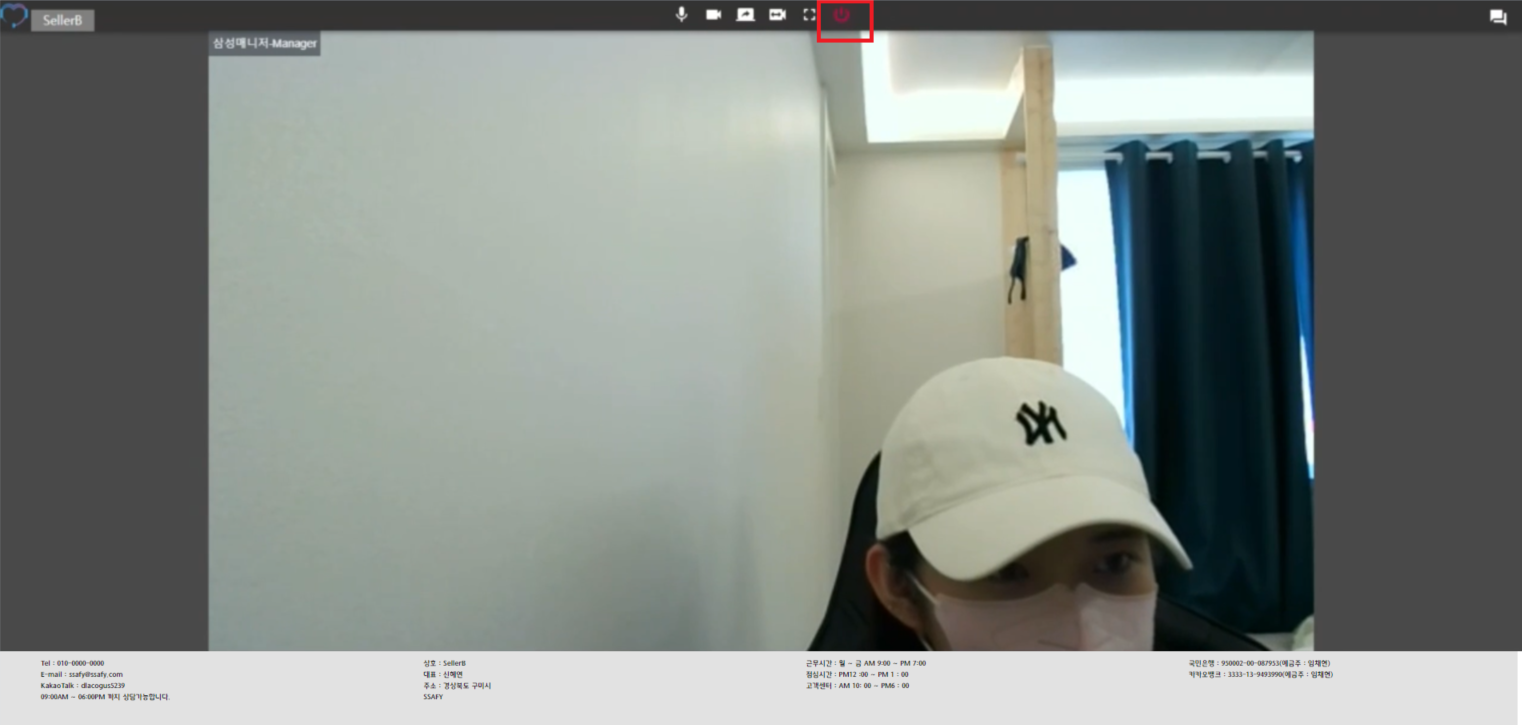 SellerB
삼성매니저-Manager
Tel : 010-0000-0000
E-mail : ssafy@ssafy.com
KakaoTalk : dlacogus5239
09:00AM ~ 06:00PM 까지 상담가능합니다.
상호 : SellerB
대표 : 신해연
주소 : 경상북도 구미시
SSAFY
근무시간 : 월 ~ 금 AM 9:00 ~ PM 7:00
점심시간 : PM12 :00 ~ PM 1 : 00
고객센터 : AM 10: 00 ~ PM6 : 00
국민은행 : 950002-00-087953(예금주 : 임채현)
카카오뱅크 : 3333-13-9493990(예금주 : 임채현)